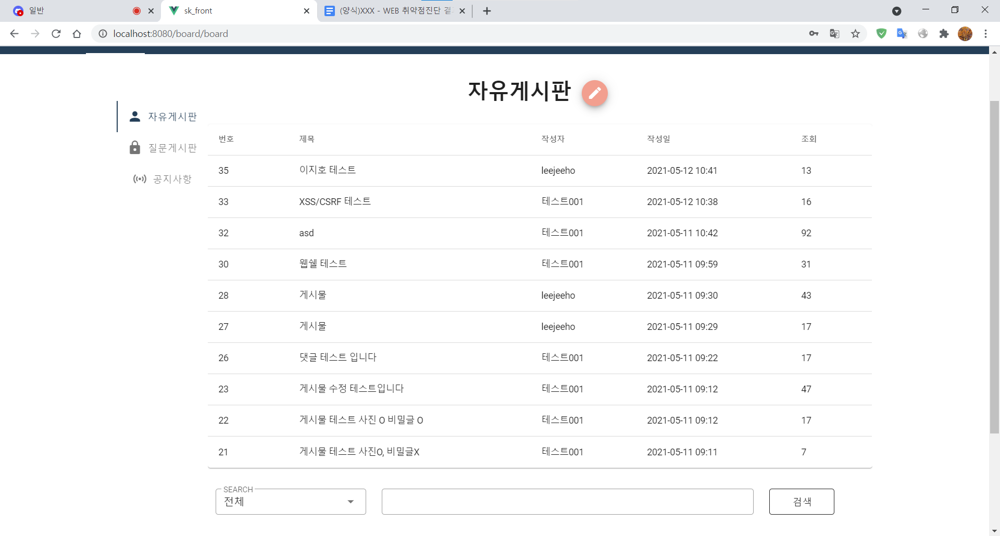 일반
sk_front
(양식)XXX - WEB 취약점진단 결
localhost:8080/board/board
자유게시판
자유게시판
질문게시판
공지사항
번호 제목 작성자 작성일 조회
35 이지호 테스트 leejeeho 2021-05-12 10:41 13
33 XSS/CSRF 테스트 테스트001 2021-05-12 10:38 16
32 asd 테스트001 2021-05-11 10:42 92
30 웹쉘 테스트 테스트001 2021-05-11 09:59 31
28 게시물 leejeeho 2021-05-11 09:30 43
27 게시물 leejeeho 2021-05-11 09:29 17
26 댓글 테스트 입니다 테스트001 2021-05-11 09:22 17
23 게시물 수정 테스트입니다 테스트001 2021-05-11 09:12 47
22 게시물 테스트 사진 O 비밀글 O 테스트001 2021-05-11 09:12 17
21 게시물 테스트 사진O, 비밀글X 테스트001 2021-05-11 09:11 7
SEARCH
전체
검색